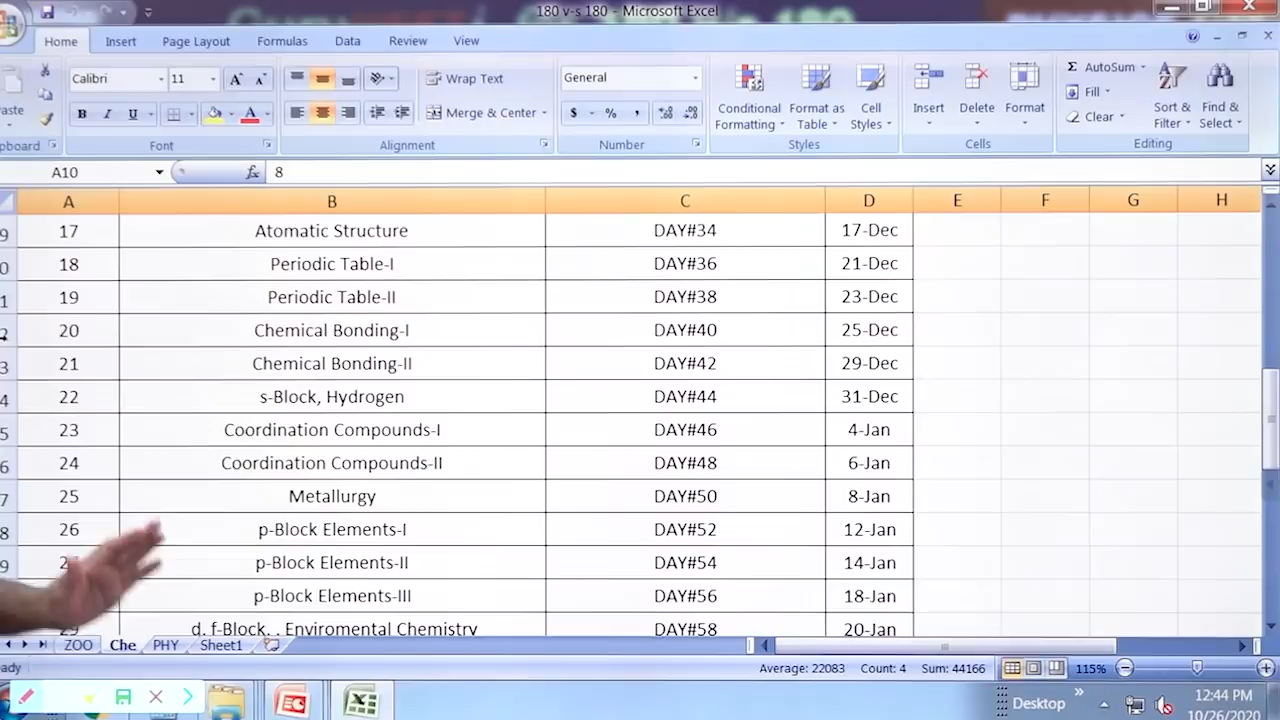 180 v-s 180 - Microsoft Excel
Home Insert Page Layout Formulas Data Review View
Calibri 11 A A Wrap Text General Conditional Formatting Format as Table Cell Styles Insert Delete Format AutoSum Fill Clear Sort & Filter Find & Select
B I U A Merge & Center $ % ,
Font Alignment Number Styles Cells Editing
A10 fx 8
A B C D E F G H
17 Atomatic Structure DAY#34 17-Dec
18 Periodic Table-I DAY#36 21-Dec
19 Periodic Table-II DAY#38 23-Dec
20 Chemical Bonding-I DAY#40 25-Dec
21 Chemical Bonding-II DAY#42 29-Dec
22 s-Block, Hydrogen DAY#44 31-Dec
23 Coordination Compounds-I DAY#46 4-Jan
24 Coordination Compounds-II DAY#48 6-Jan
25 Metallurgy DAY#50 8-Jan
26 p-Block Elements-I DAY#52 12-Jan
p-Block Elements-II DAY#54 14-Jan
p-Block Elements-III DAY#56 18-Jan
29 d, f-Block, , Enviromental Chemistry DAY#58 20-Jan
ZOO Che PHY Sheet1
Average: 22083 Count: 4 Sum: 44166 115%
Desktop 12:44 PM
10/26/2020